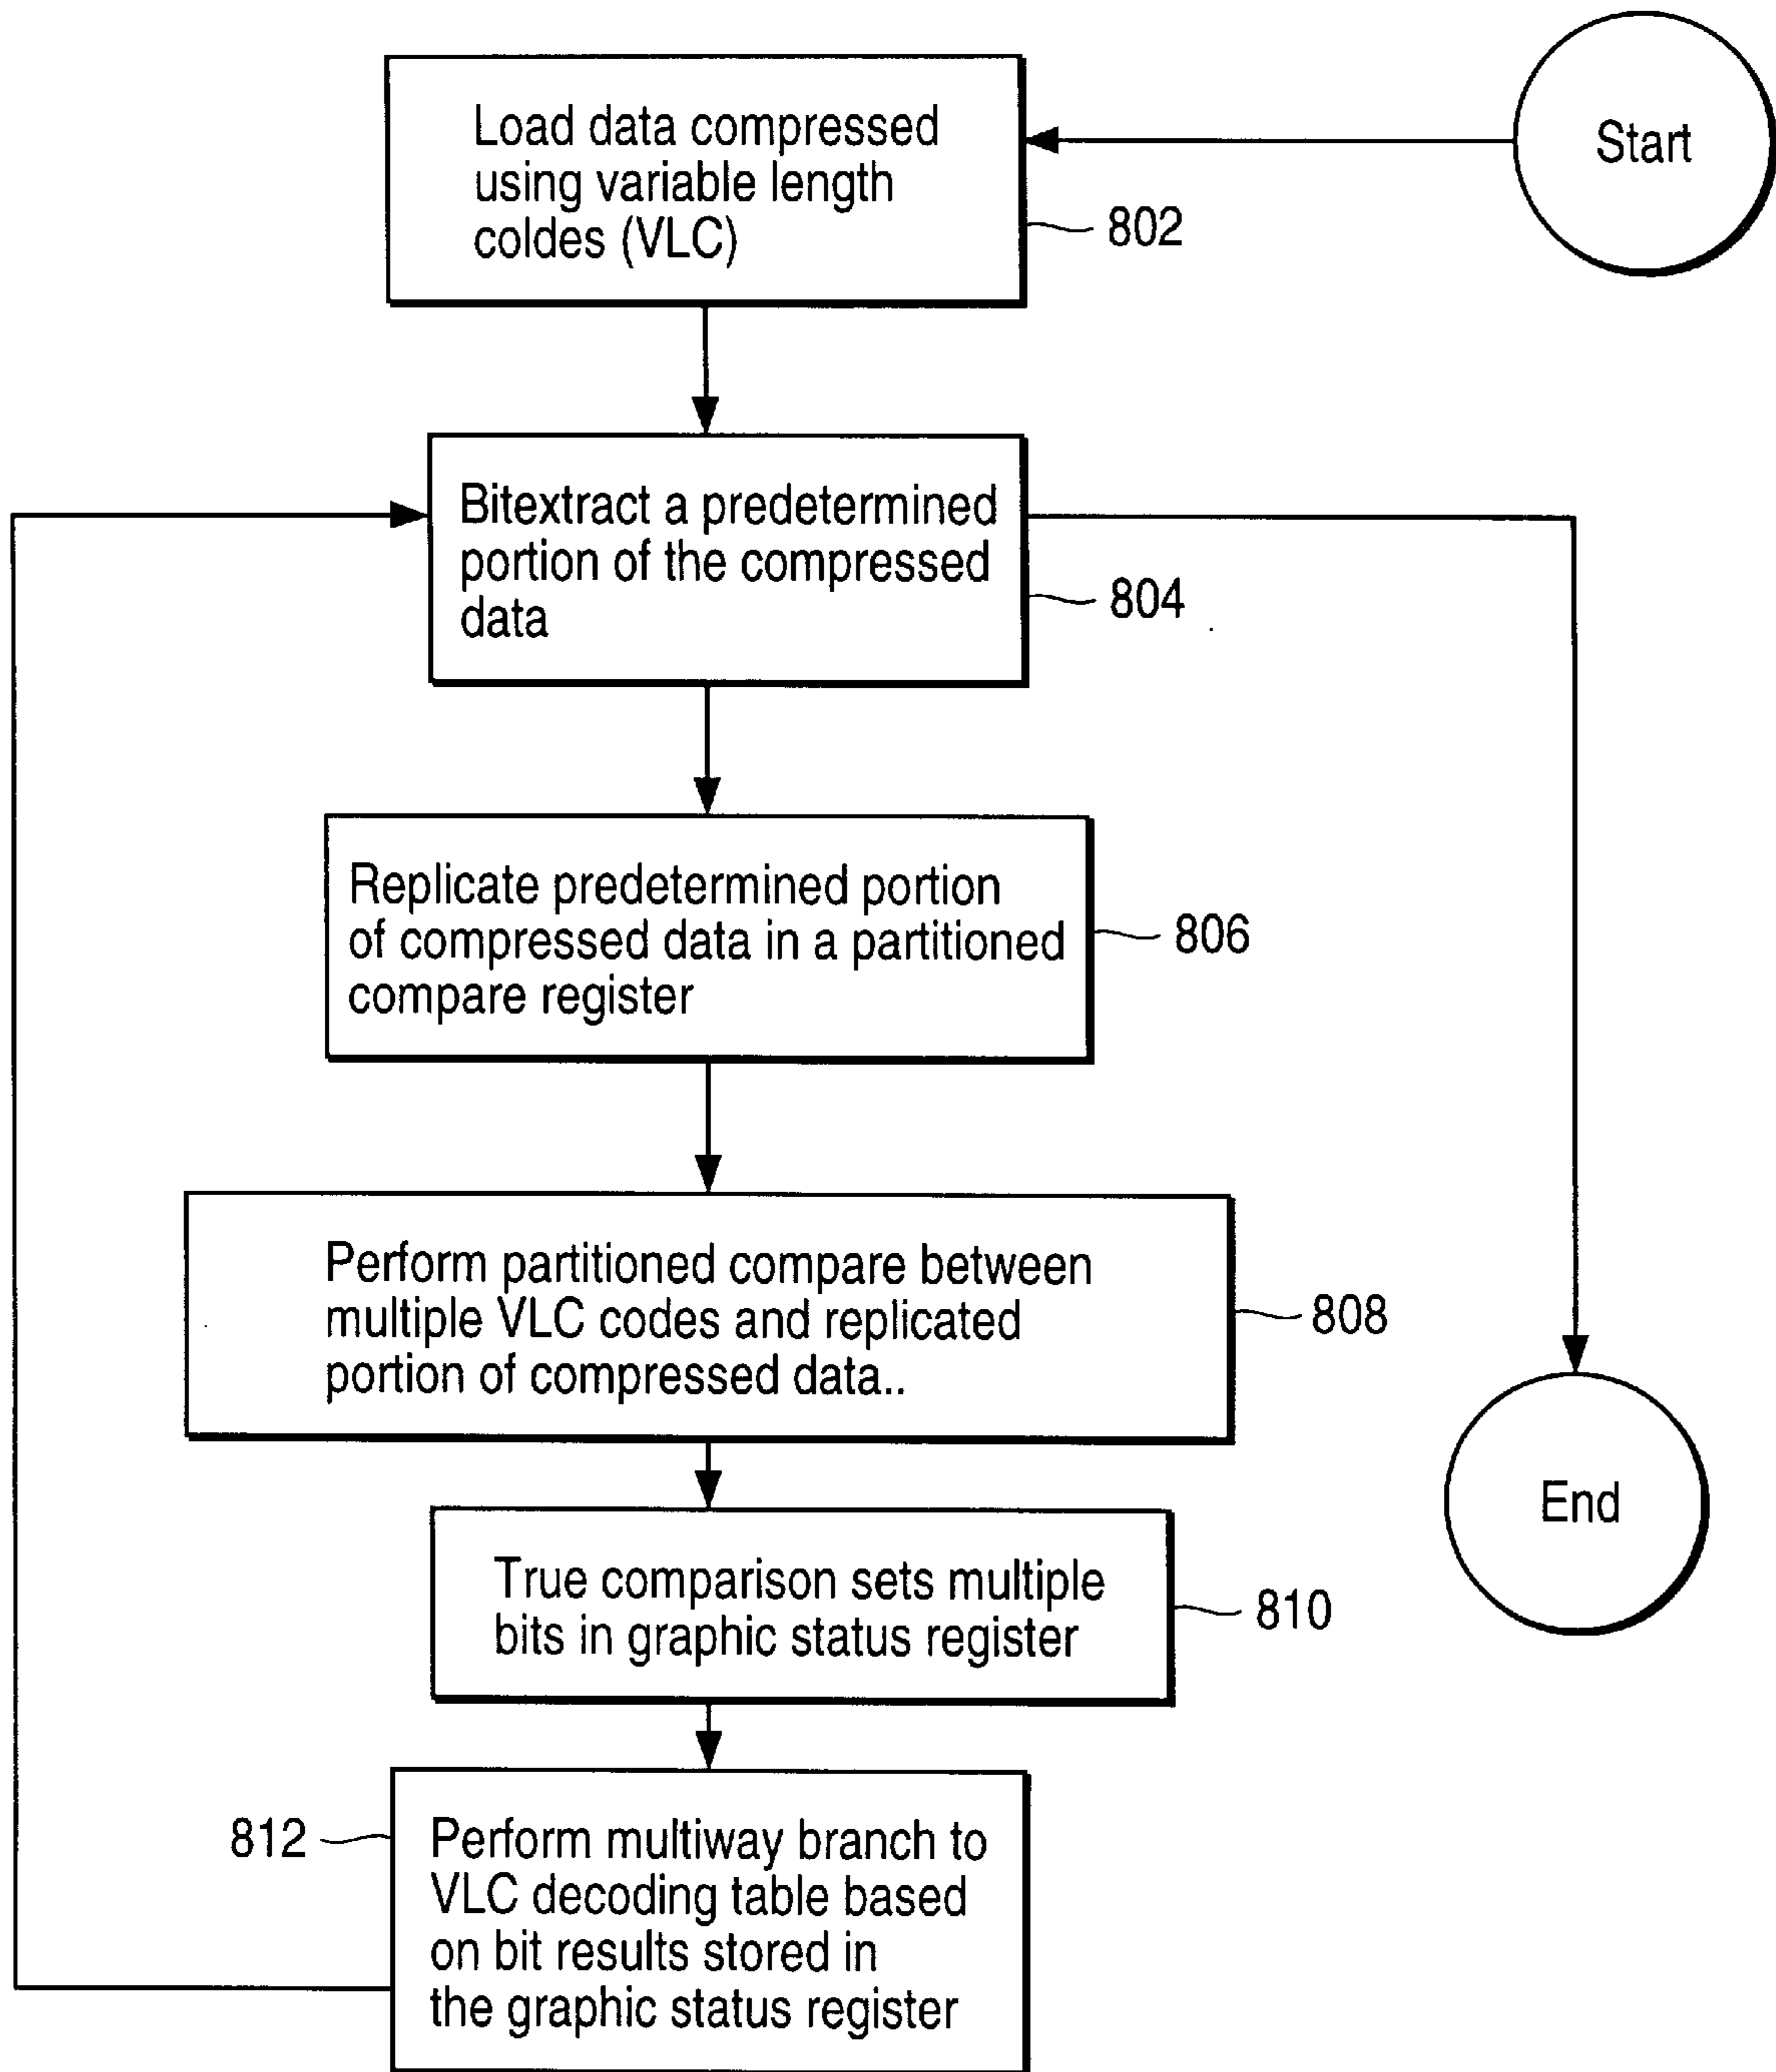 Start
Load data compressed
using variable length
coldes (VLC)
802
Bitextract a predetermined
portion of the compressed
data
804
Replicate predetermined portion
of compressed data in a partitioned
compare register
806
Perform partitioned compare between
multiple VLC codes and replicated
portion of compressed data..
808
End
True comparison sets multiple
bits in graphic status register
810
812
Perform multiway branch to
VLC decoding table based
on bit results stored in
the graphic status register